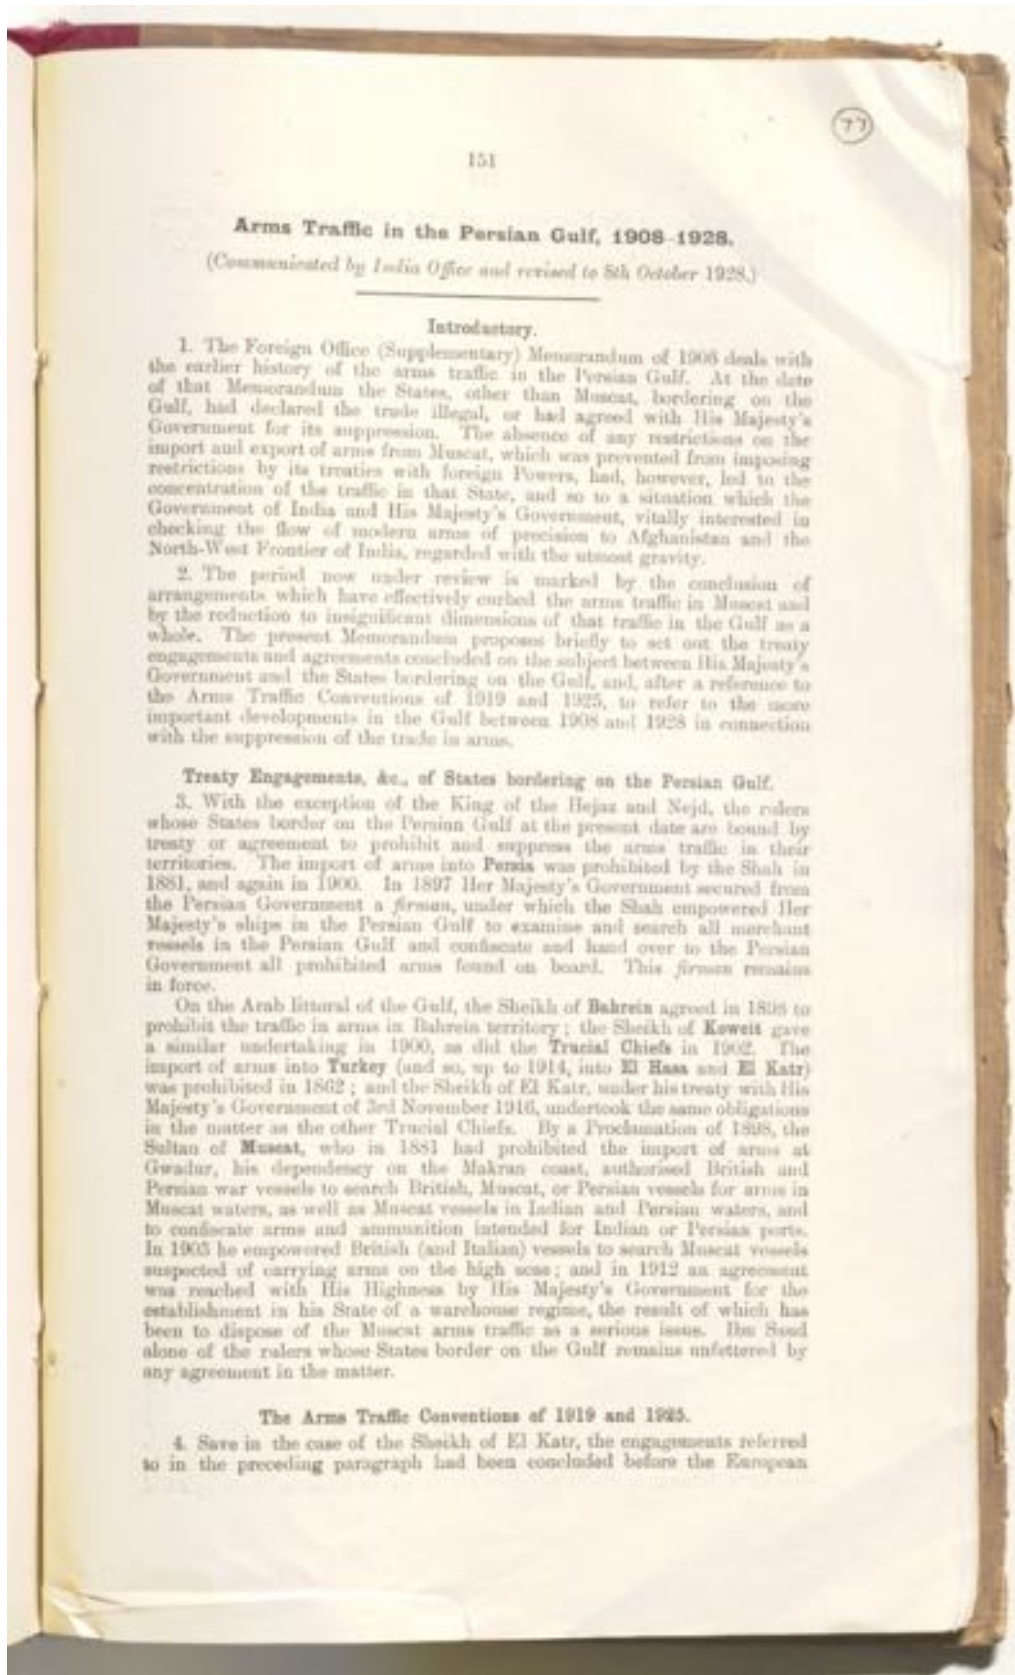 77
151
Arms Traffic in the Persian Gulf, 1908–1928.
(Communicated by India Office and revised to 8th October 1928.)
Introductory.
1. The Foreign Office (Supplementary) Memorandum of 1908 deals with
the earlier history of the arms traffic in the Persian Gulf. At the date
of that Memorandum the States, other than Muscat, bordering on the
Gulf, had declared the trade illegal, or had agreed with His Majesty's
Government for its suppression. The absence of any restrictions on the
import and export of arms from Muscat, which was prevented from imposing
restrictions by its treaties with foreign Powers, had, however, led to the
concentration of the traffic in that State, and so to a situation which the
Government of India and His Majesty's Government, vitally interested in
checking the flow of modern arms of precision to Afghanistan and the
North-West Frontier of India, regarded with the utmost gravity.
2. The period now under review is marked by the conclusion of
arrangements which have effectively curbed the arms traffic in Muscat and
by the reduction to insignificant dimensions of that traffic in the Gulf as a
whole. The present Memorandum proposes briefly to set out the treaty
engagements and agreements concluded on the subject between His Majesty's
Government and the States bordering on the Gulf, and, after a reference to
the Arms Traffic Conventions of 1919 and 1925, to refer to the more
important developments in the Gulf between 1908 and 1928 in connection
with the suppression of the trade in arms.
Treaty Engagements, &c., of States bordering on the Persian Gulf.
3. With the exception of the King of the Hejaz and Nejd, the rulers
whose States border on the Persian Gulf at the present date are bound by
treaty or agreement to prohibit and suppress the arms traffic in their
territories. The import of arms into Persia was prohibited by the Shah in
1881, and again in 1900. In 1897 Her Majesty's Government secured from
the Persian Government a firman, under which the Shah empowered Her
Majesty's ships in the Persian Gulf to examine and search all merchant
vessels in the Persian Gulf and confiscate and hand over to the Persian
Government all prohibited arms found on board. This firman remains
in force.
On the Arab littoral of the Gulf, the Sheikh of Bahrein agreed in 1898 to
prohibit the traffic in arms in Bahrein territory; the Sheikh of Koweit gave
a similar undertaking in 1900, as did the Trucial Chiefs in 1902. The
import of arms into Turkey (and so, up to 1914, into El Hasa and El Katr)
was prohibited in 1862; and the Sheikh of El Katr, under his treaty with His
Majesty's Government of 3rd November 1916, undertook the same obligations
in the matter as the other Trucial Chiefs. By a Proclamation of 1898, the
Sultan of Muscat, who in 1881 had prohibited the import of arms at
Gwadur, his dependency on the Makran coast, authorised British and
Persian war vessels to search British, Muscat, or Persian vessels for arms in
Muscat waters, as well as Muscat vessels in Indian and Persian waters, and
to confiscate arms and ammunition intended for Indian or Persian ports.
In 1903 he empowered British (and Italian) vessels to search Muscat vessels
suspected of carrying arms on the high seas; and in 1912 an agreement
was reached with His Highness by His Majesty's Government for the
establishment in his State of a warehouse regime, the result of which has
been to dispose of the Muscat arms traffic as a serious issue. Ibn Saud
alone of the rulers whose States border on the Gulf remains unfettered by
any agreement in the matter.
The Arms Traffic Conventions of 1919 and 1925.
4. Save in the case of the Sheikh of El Katr, the engagements referred
to in the preceding paragraph had been concluded before the European